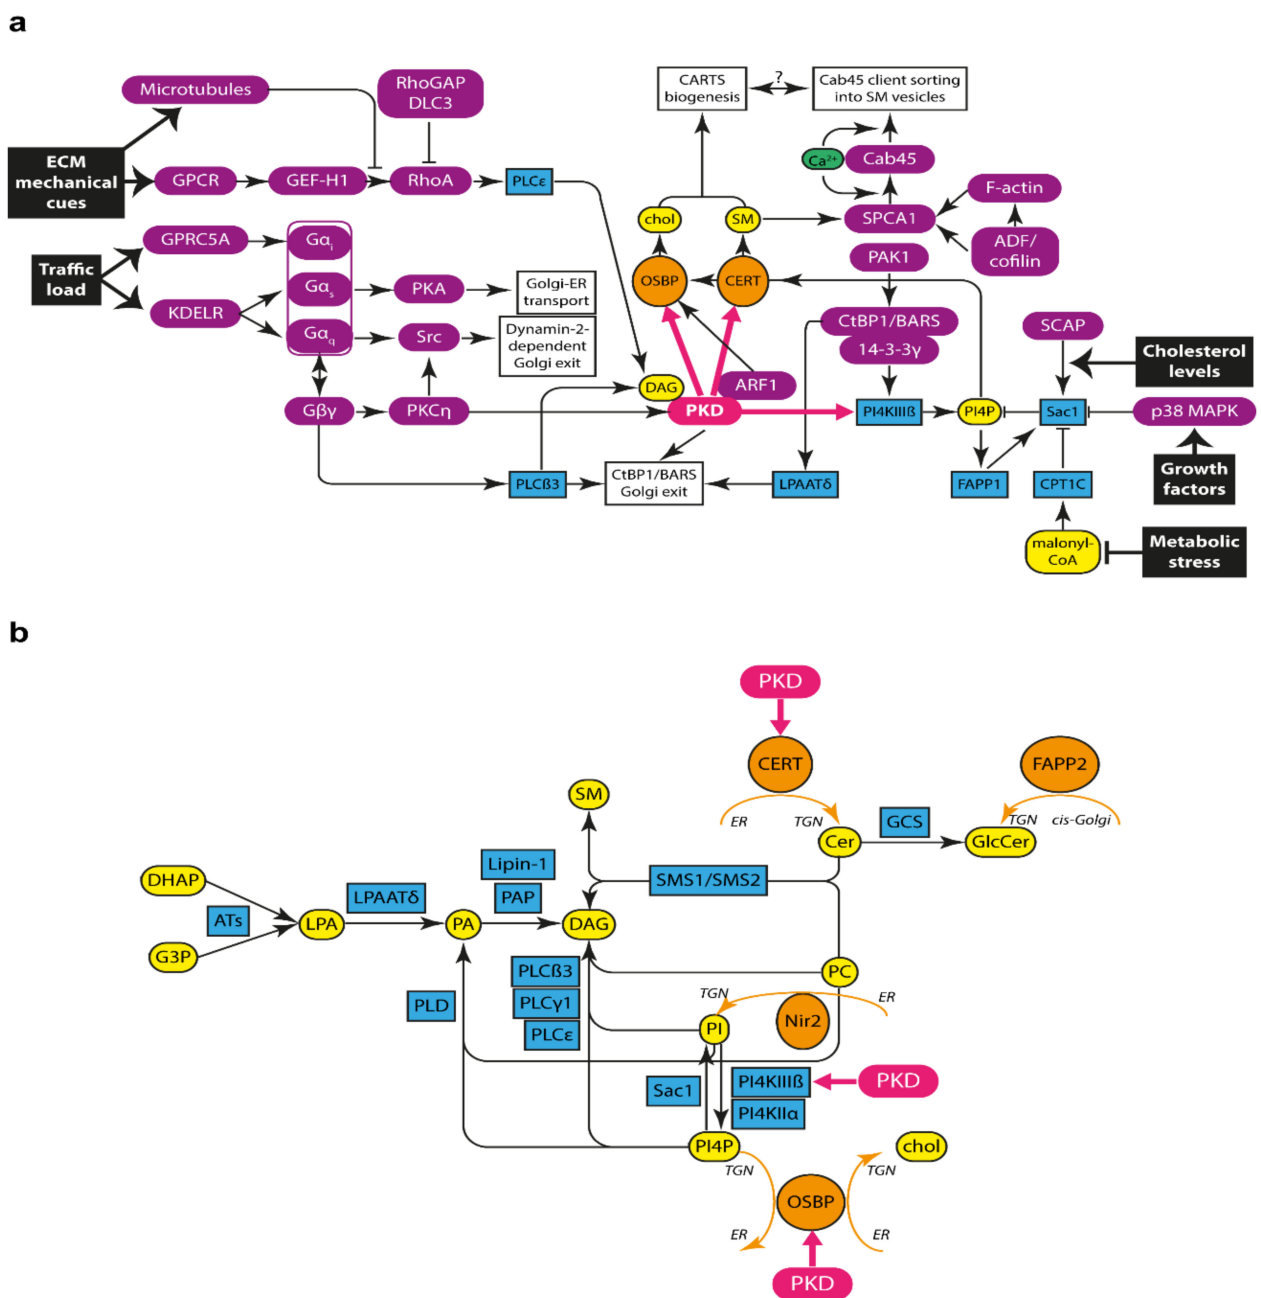 a
Microtubules
RhoGAP
DLC3
CARTS
biogenesis
?
Cab45 client sorting
into SM vesicles
ECM
mechanical
cues
GPCR
GEF-H1
RhoA
PLCε
Ca²⁺
Cab45
F-actin
chol
SM
SPCA1
ADF/
cofilin
GPRC5A
Gαi
Traffic
load
Gαs
PKA
Golgi-ER
transport
OSBP
CERT
PAK1
KDELR
Gαq
Src
Dynamin-2-
dependent
Golgi exit
CtBP1/BARS
14-3-3γ
SCAP
Cholesterol
levels
DAG
ARF1
Gβγ
PKCη
PKD
PI4KIIIß
PI4P
Sac1
p38 MAPK
PLCß3
CtBP1/BARS
Golgi exit
LPAATδ
FAPP1
CPT1C
Growth
factors
malonyl-
CoA
Metabolic
stress
b
PKD
CERT
FAPP2
SM
ER
TGN
GCS
TGN
cis-Golgi
Cer
GlcCer
DHAP
LPAATδ
Lipin-1
PAP
SMS1/SMS2
ATs
LPA
PA
DAG
G3P
PLCß3
PC
PLD
PLCγ1
TGN
ER
PLCε
PI
Nir2
Sac1
PI4KIIIß
PKD
PI4KIIα
PI4P
chol
TGN
TGN
OSBP
ER
ER
PKD